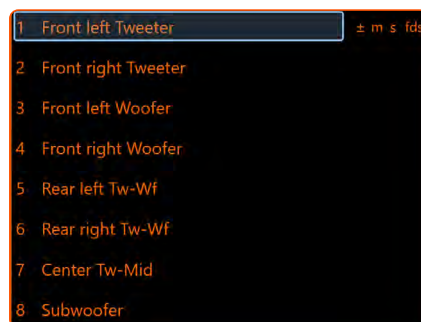 1 Front left Tweeter ± m s fds
2 Front right Tweeter
3 Front left Woofer
4 Front right Woofer
5 Rear left Tw-Wf
6 Rear right Tw-Wf
7 Center Tw-Mid
8 Subwoofer